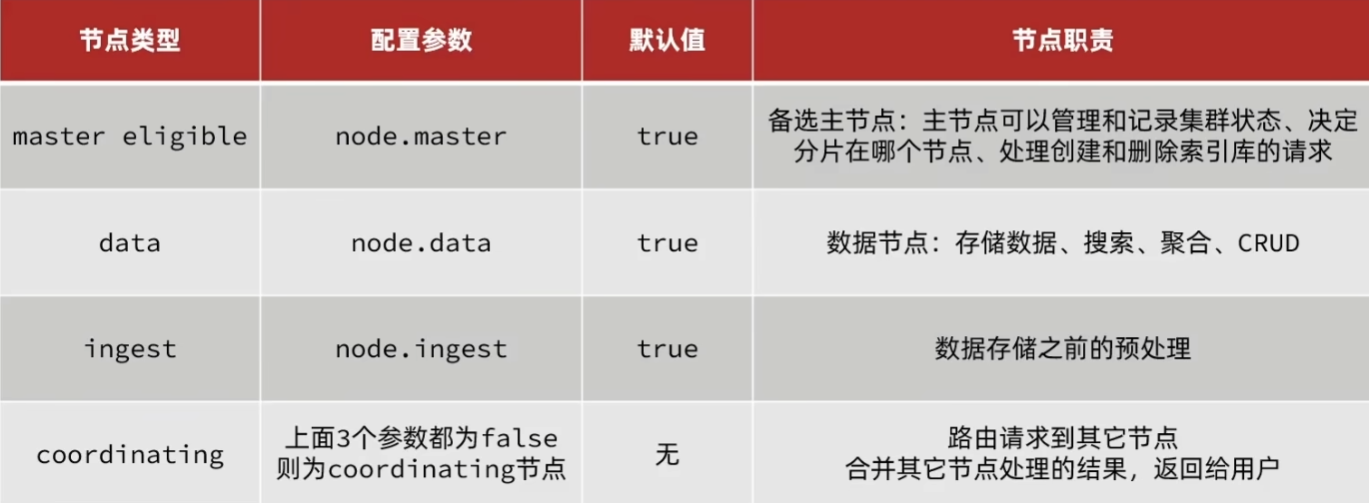 节点类型 配置参数 默认值 节点职责
master eligible node.master true 备选主节点：主节点可以管理和记录集群状态、决定
分片在哪个节点、处理创建和删除索引库的请求
data node.data true 数据节点：存储数据、搜索、聚合、CRUD
ingest node.ingest true 数据存储之前的预处理
coordinating 上面3个参数都为false
则为coordinating节点 无 路由请求到其它节点
合并其它节点处理的结果，返回给用户